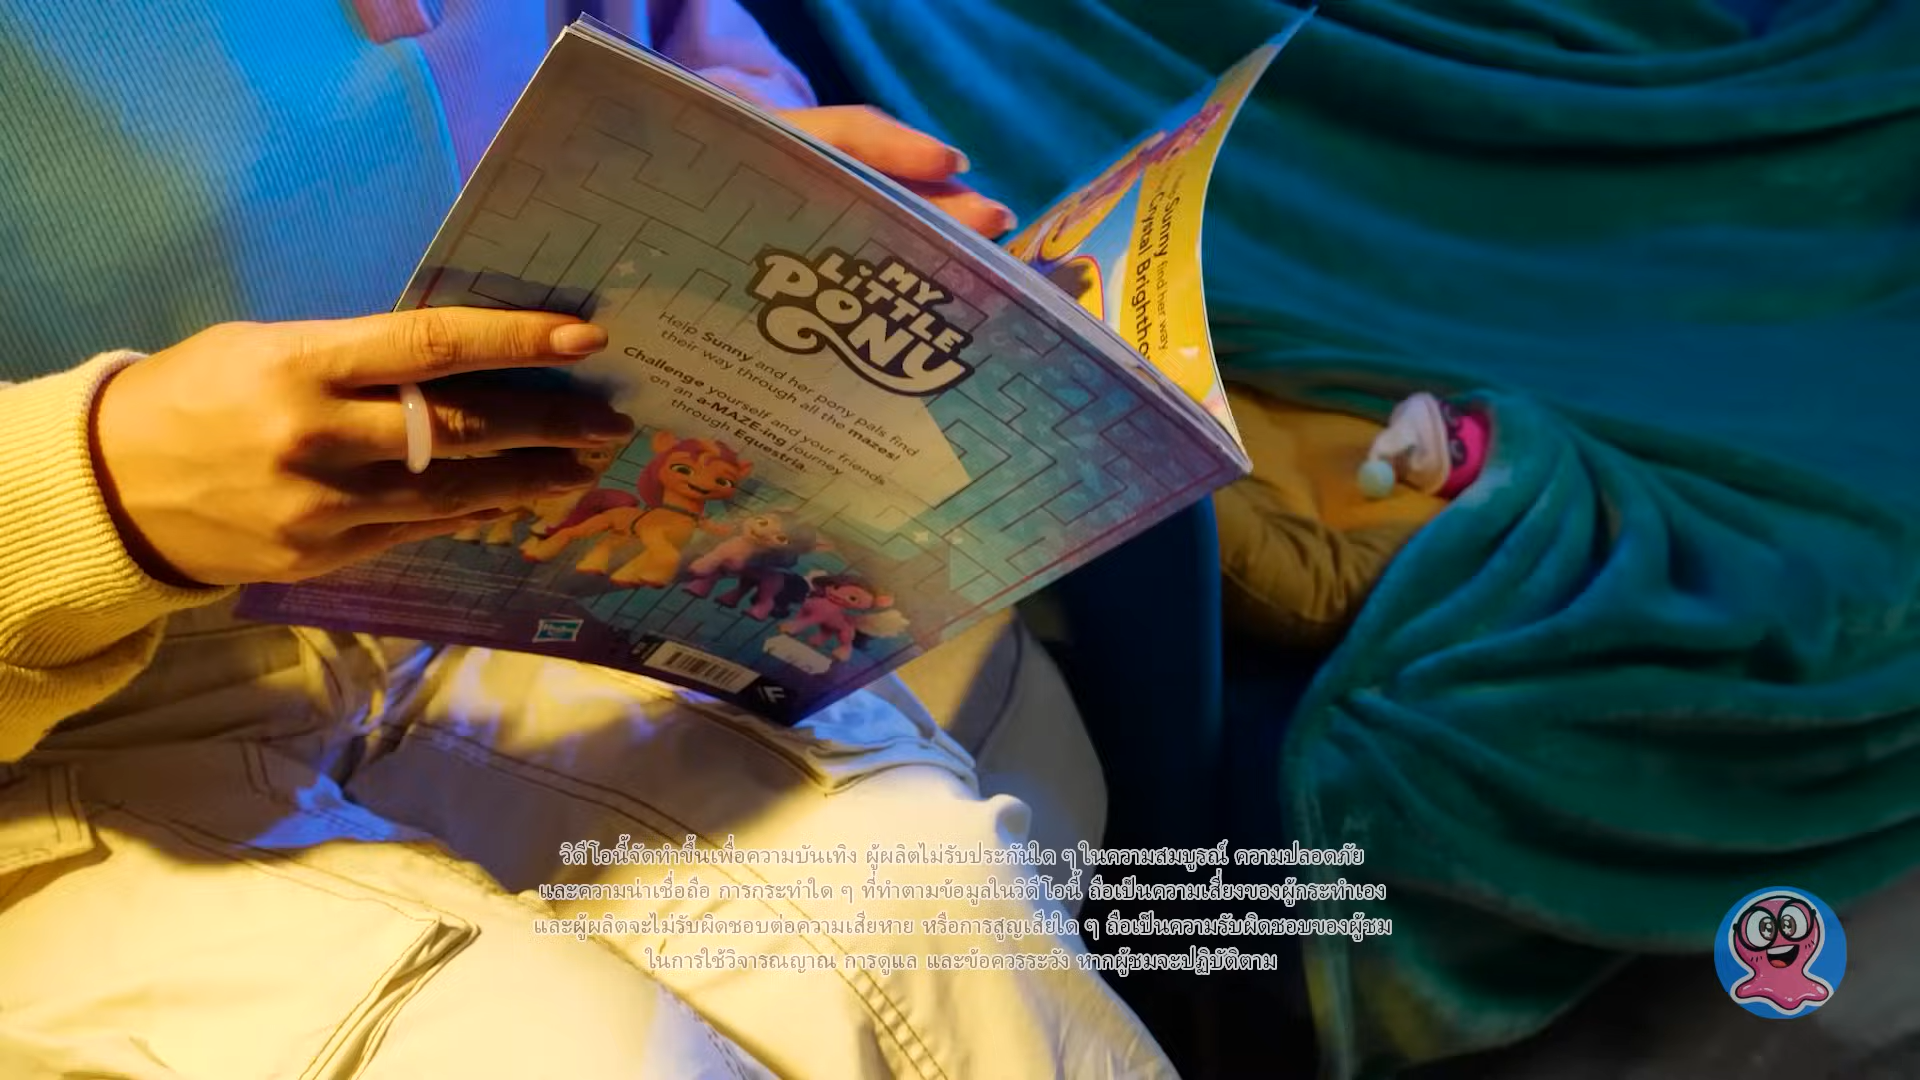 MY
LITTLE
PONY
Help Sunny and her pony pals find
their way through all the mazes!
Challenge yourself and your friends
on an a-MAZE-ing journey
through Equestria.
Sunny find her way
Crystal Brightho
Hasbro
วิดีโอนี้จัดทำขึ้นเพื่อความบันเทิง ผู้ผลิตไม่รับประกันใด ๆ ในความสมบูรณ์ ความปลอดภัย
และความน่าเชื่อถือ การกระทำใด ๆ ที่ทำตามข้อมูลในวิดีโอนี้ ถือเป็นความเสี่ยงของผู้กระทำเอง
และผู้ผลิตจะไม่รับผิดชอบต่อความเสียหาย หรือการสูญเสียใด ๆ ถือเป็นความรับผิดชอบของผู้ชม
ในการใช้วิจารณญาณ การดูแล และข้อควรระวัง หากผู้ชมจะปฏิบัติตาม